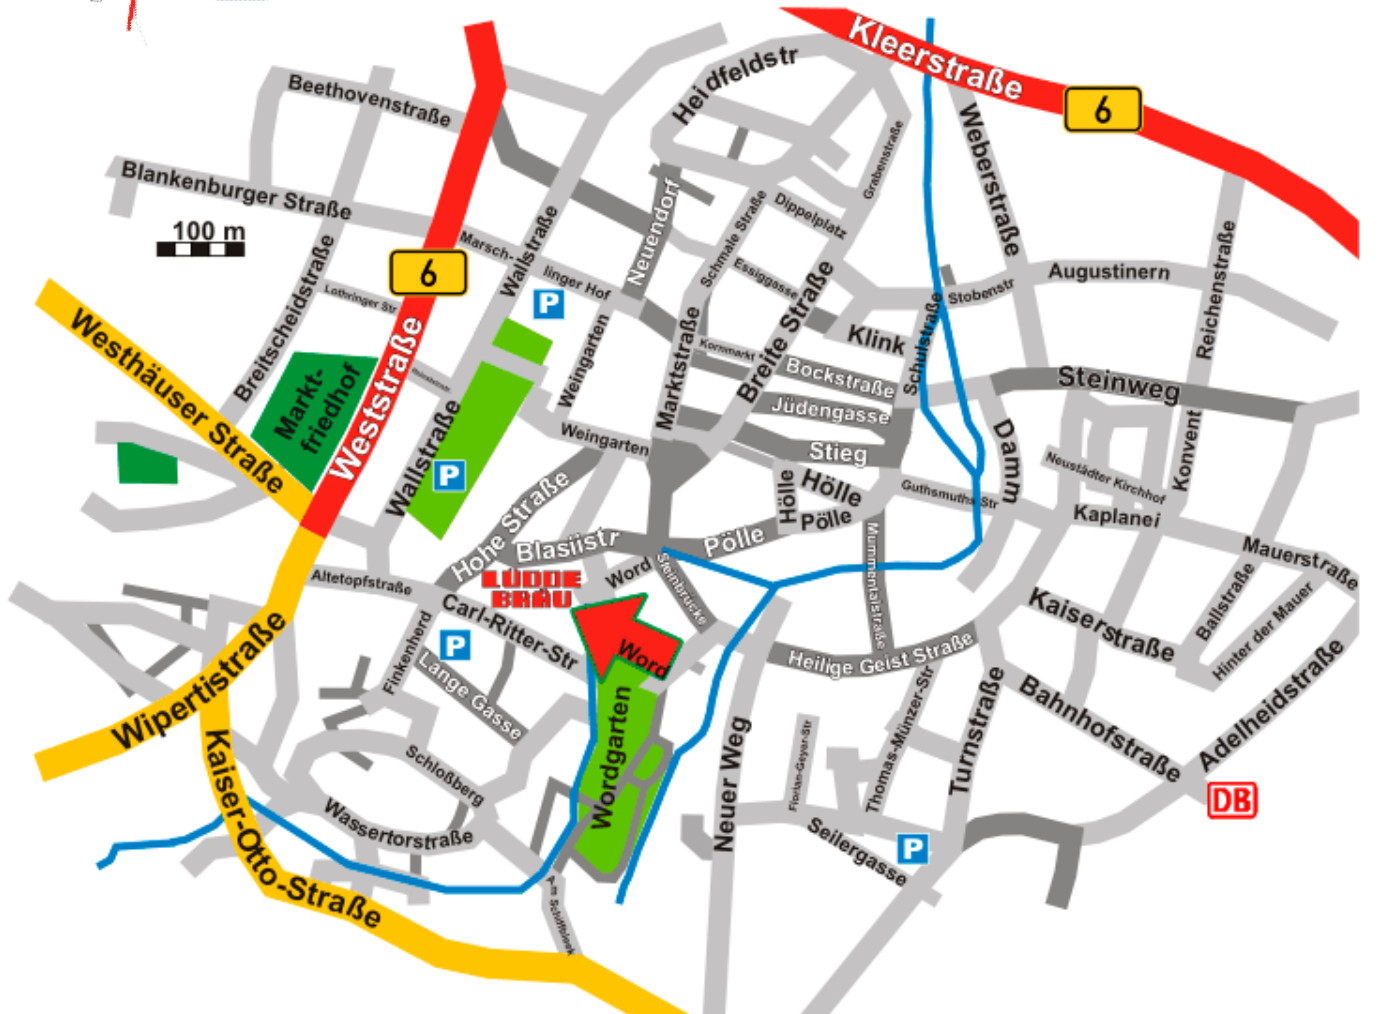 Kleerstraße
6
Heidfeldstr
Beethovenstraße
Weberstraße
Grabenstraße
Blankenburger Straße
Neuendorf
Dippelplatz
Schmale Straße
100 m
Wallstraße
Marsch-
linger Hof
Breitscheidstraße
6
Essiggasse
Augustinern
Reichenstraße
Stobenstr
Lothringer Str
P
Breite Straße
Schulstraße
Klink
Westhäuser Straße
Weststraße
Weingarten
Marktstraße
Kornmarkt
Bockstraße
Steinweg
Markt-
friedhof
Jüdengasse
Konvent
Wallstraße
Weingarten
Stieg
Damm
Neustädter Kirchhof
P
Hohe Straße
Hölle
Hölle
Guthsmuths Str
Pölle
Kaplanei
Blasiistr
Pölle
Mummentalstraße
Mauerstraße
Altetopfstraße
LÜDDE
BRÄU
Word
Steinbrücke
Ballstraße
Hinter der Mauer
Carl-Ritter-Str
Kaiserstraße
Finkenherd
P
Word
Heilige Geist Straße
Lange Gasse
Wipertistraße
Wordgarten
Thomas-Münzer-Str
Turnstraße
Bahnhofstraße
Adelheidstraße
Kaiser-Otto-Straße
Schloßberg
Neuer Weg
Florian-Geyer-Str
DB
Wassertorstraße
Seilergasse
P